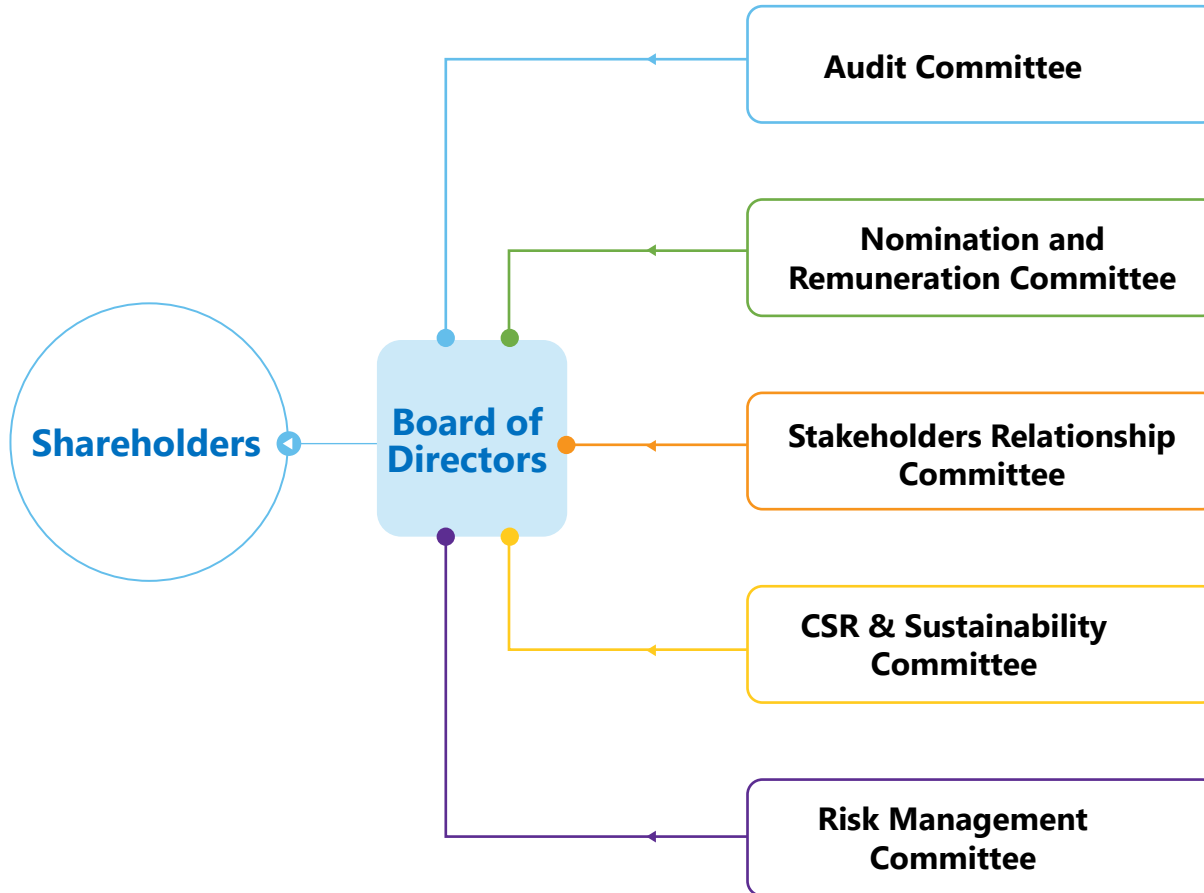 Audit Committee
Nomination and
Remuneration Committee
Shareholders
Board of
Directors
Stakeholders Relationship
Committee
CSR & Sustainability
Committee
Risk Management
Committee